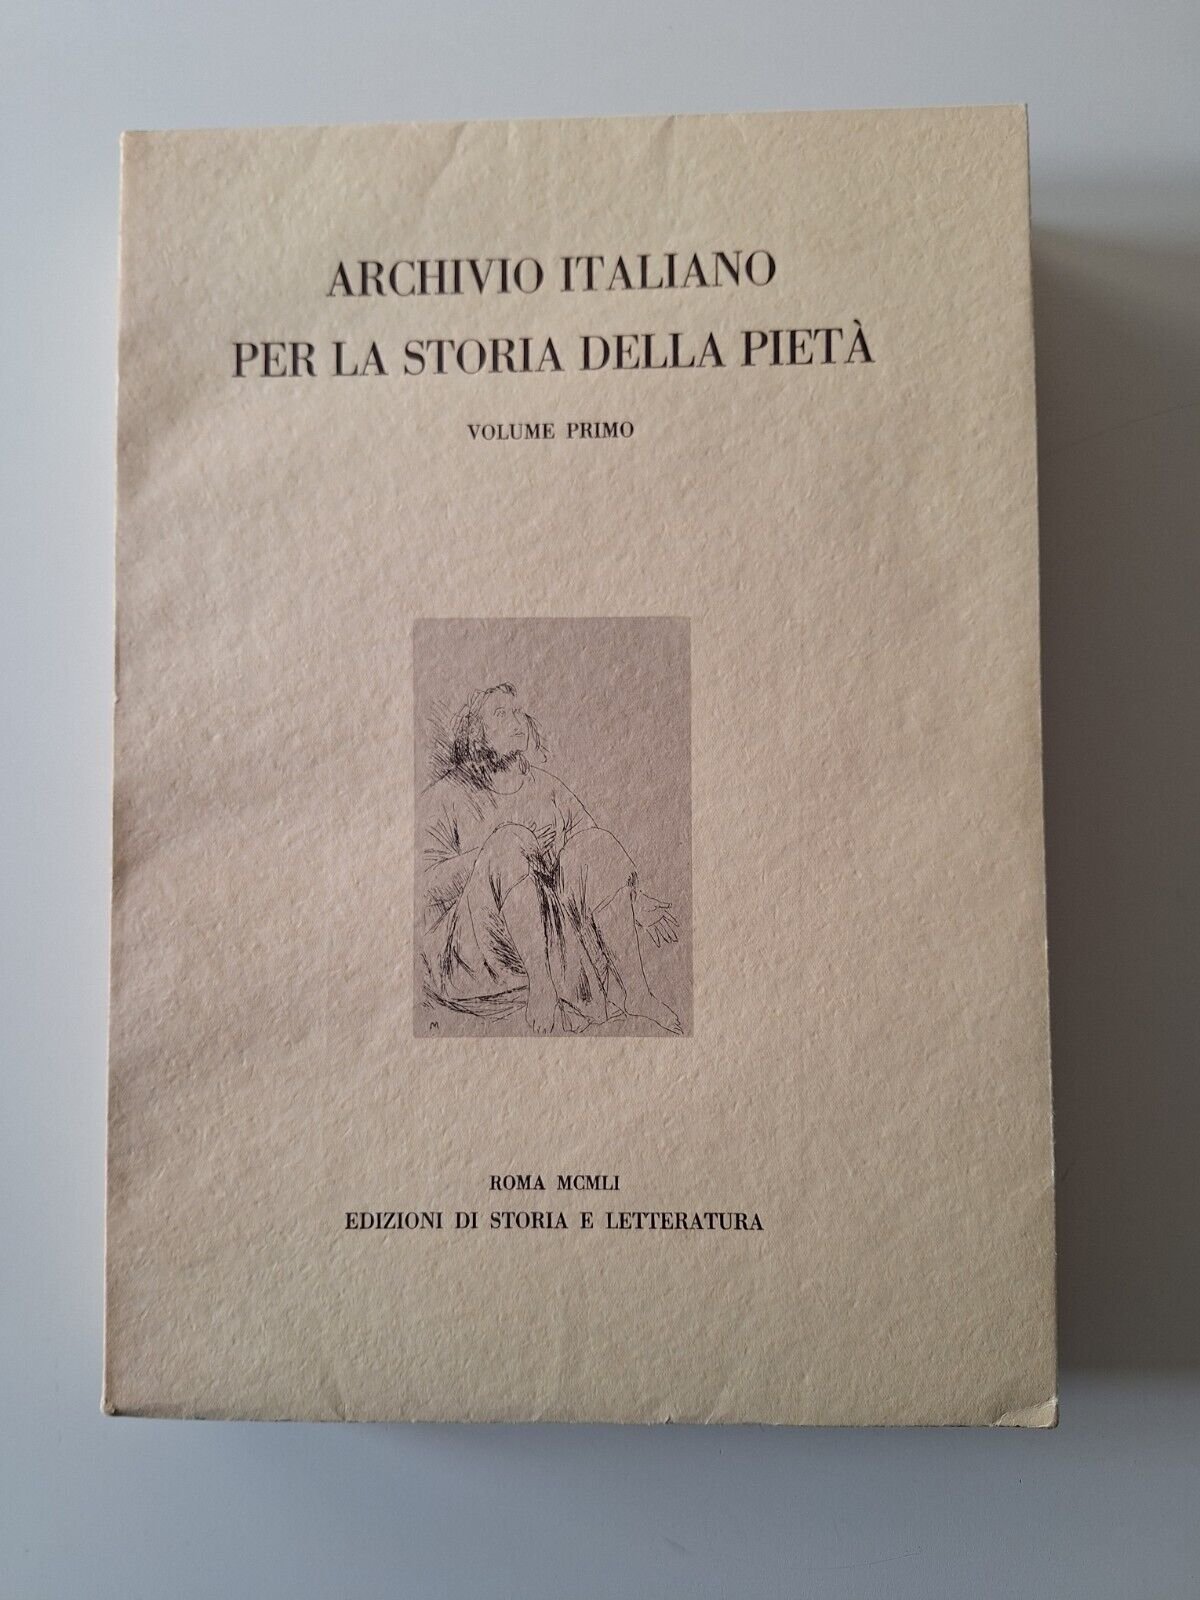 ARCHIVIO ITALIANO
PER LA STORIA DELLA PIETÀ
VOLUME PRIMO
M
ROMA MCMLI
EDIZIONI DI STORIA E LETTERATURA